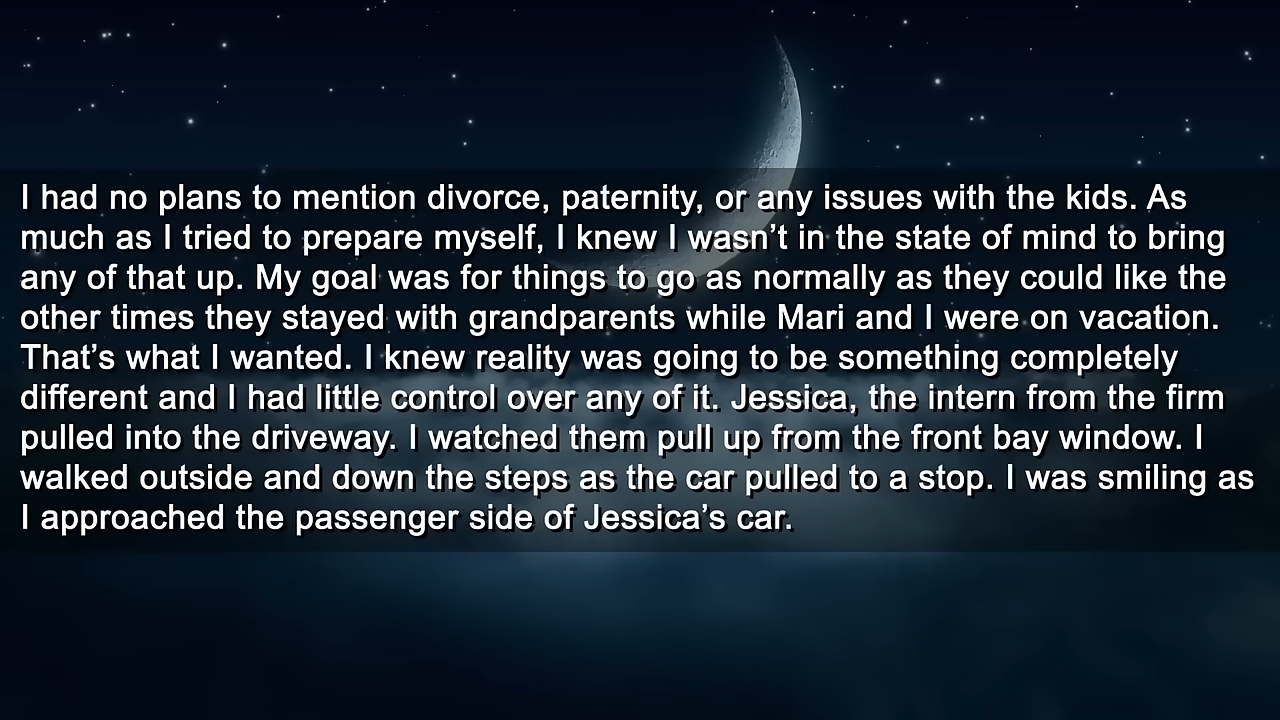 I had no plans to mention divorce, paternity, or any issues with the kids. As
much as I tried to prepare myself, I knew I wasn’t in the state of mind to bring
any of that up. My goal was for things to go as normally as they could like the
other times they stayed with grandparents while Mari and I were on vacation.
That’s what I wanted. I knew reality was going to be something completely
different and I had little control over any of it. Jessica, the intern from the firm
pulled into the driveway. I watched them pull up from the front bay window. I
walked outside and down the steps as the car pulled to a stop. I was smiling as
I approached the passenger side of Jessica’s car.